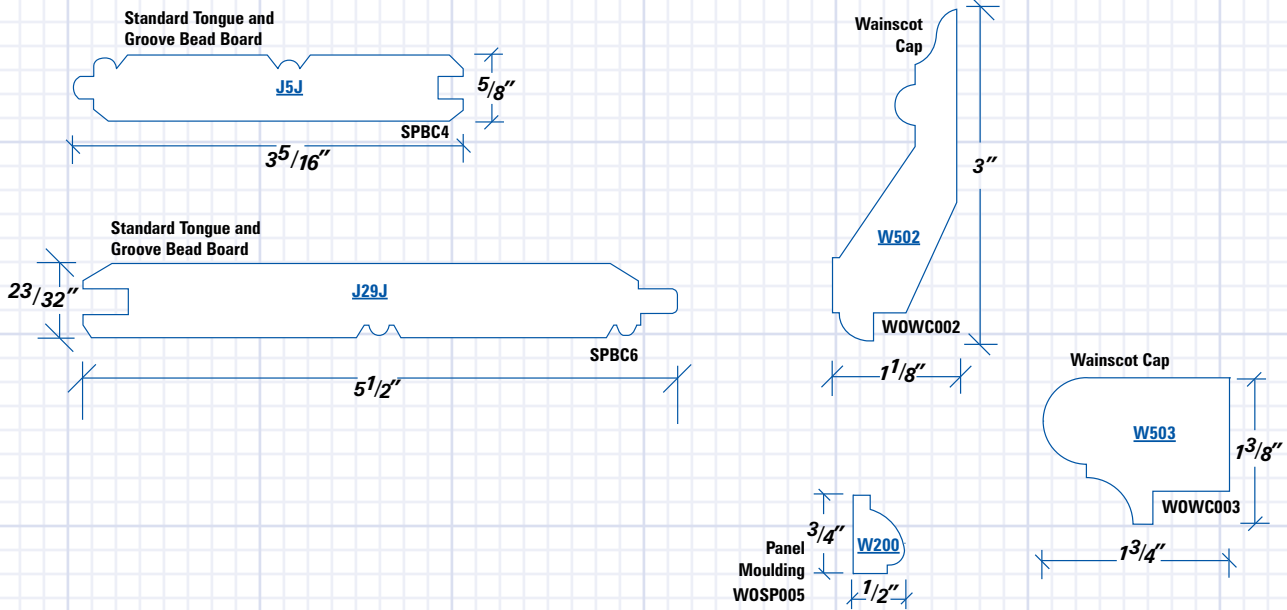 Standard Tongue and
Groove Bead Board
J5J
5/8"
SPBC4
3 5/16"
Standard Tongue and
Groove Bead Board
23/32"
J29J
SPBC6
5 1/2"
Wainscot
Cap
3"
W502
WOWC002
1 1/8"
Wainscot Cap
W503
1 3/8"
WOWC003
1 3/4"
3/4"
W200
Panel
Moulding
WOSP005
1/2"